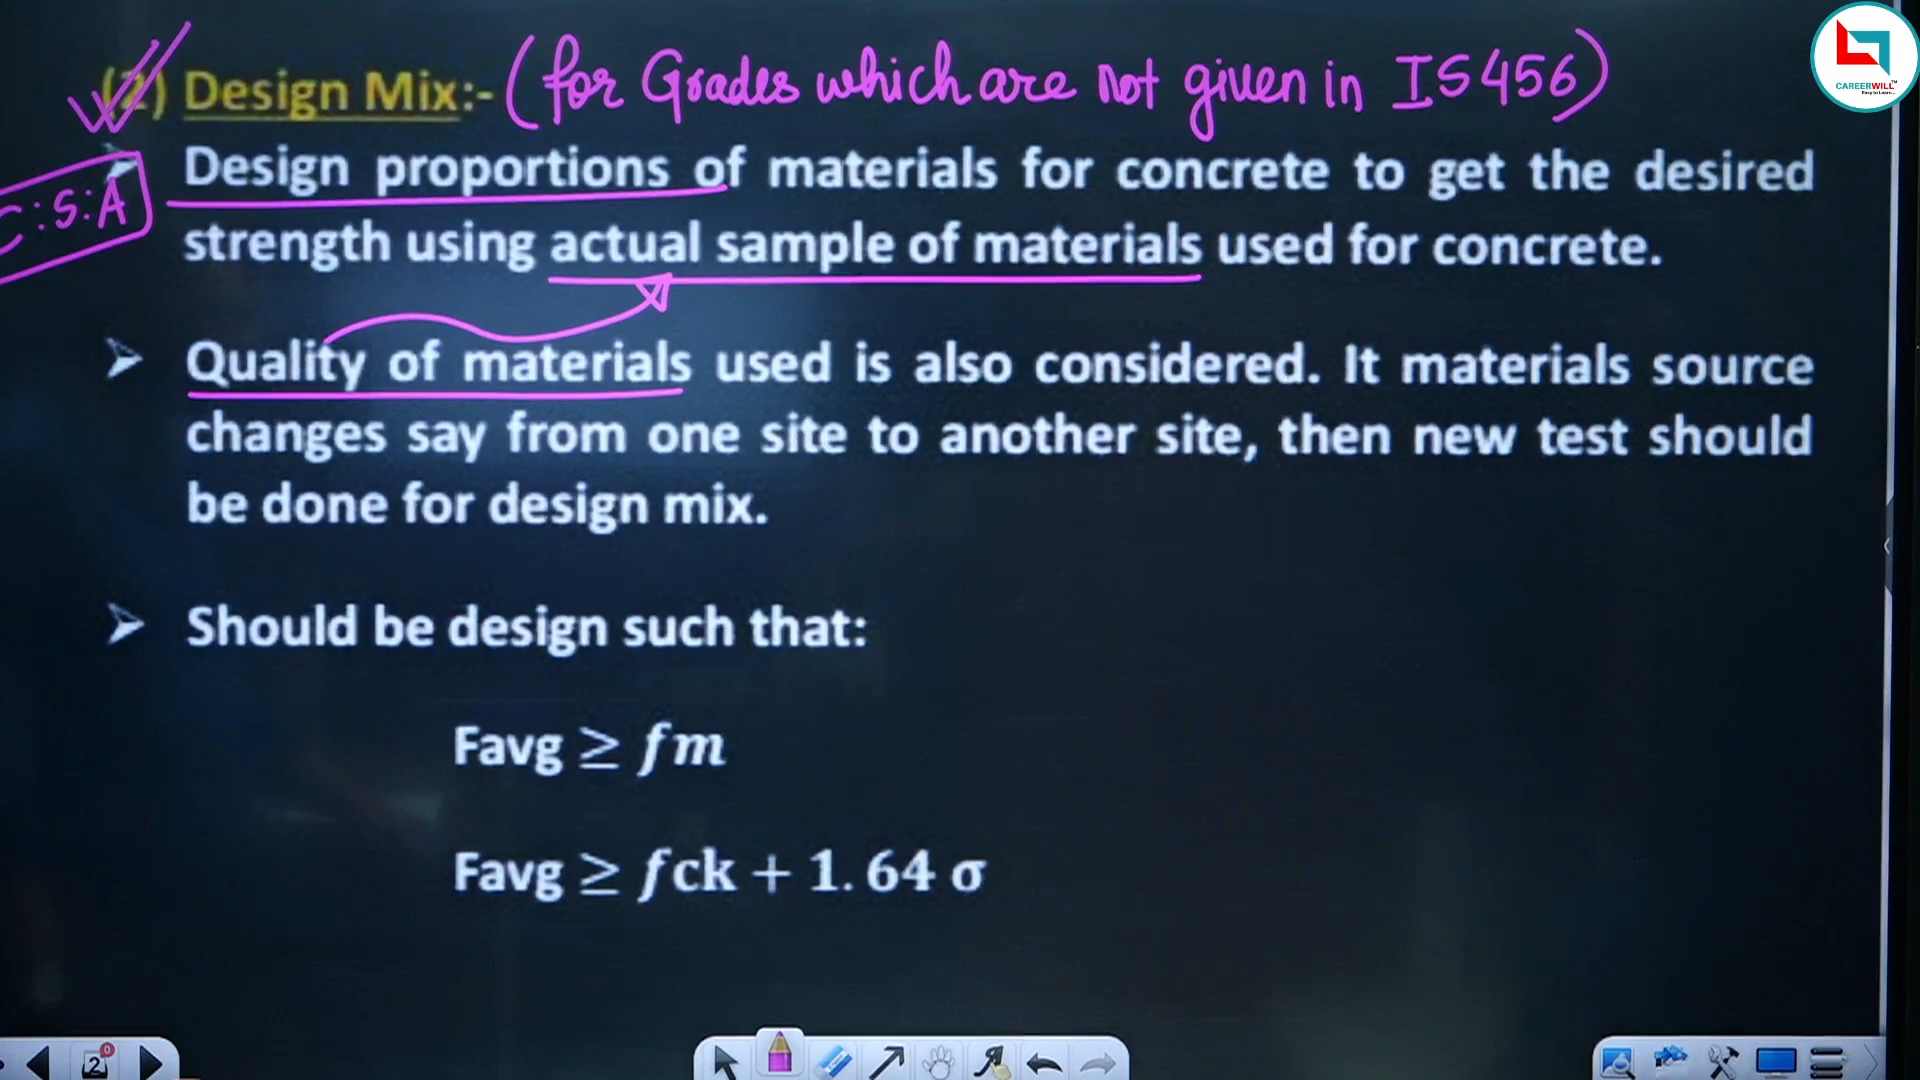 (2) Design Mix:- (for Grades which are not given in IS456)
Design proportions of materials for concrete to get the desired
C:S:A
strength using actual sample of materials used for concrete.
Quality of materials used is also considered. It materials source
changes say from one site to another site, then new test should
be done for design mix.
Should be design such that:
Favg ≥ fm
Favg ≥ fck + 1.64 σ
CAREERWILL™
2
0